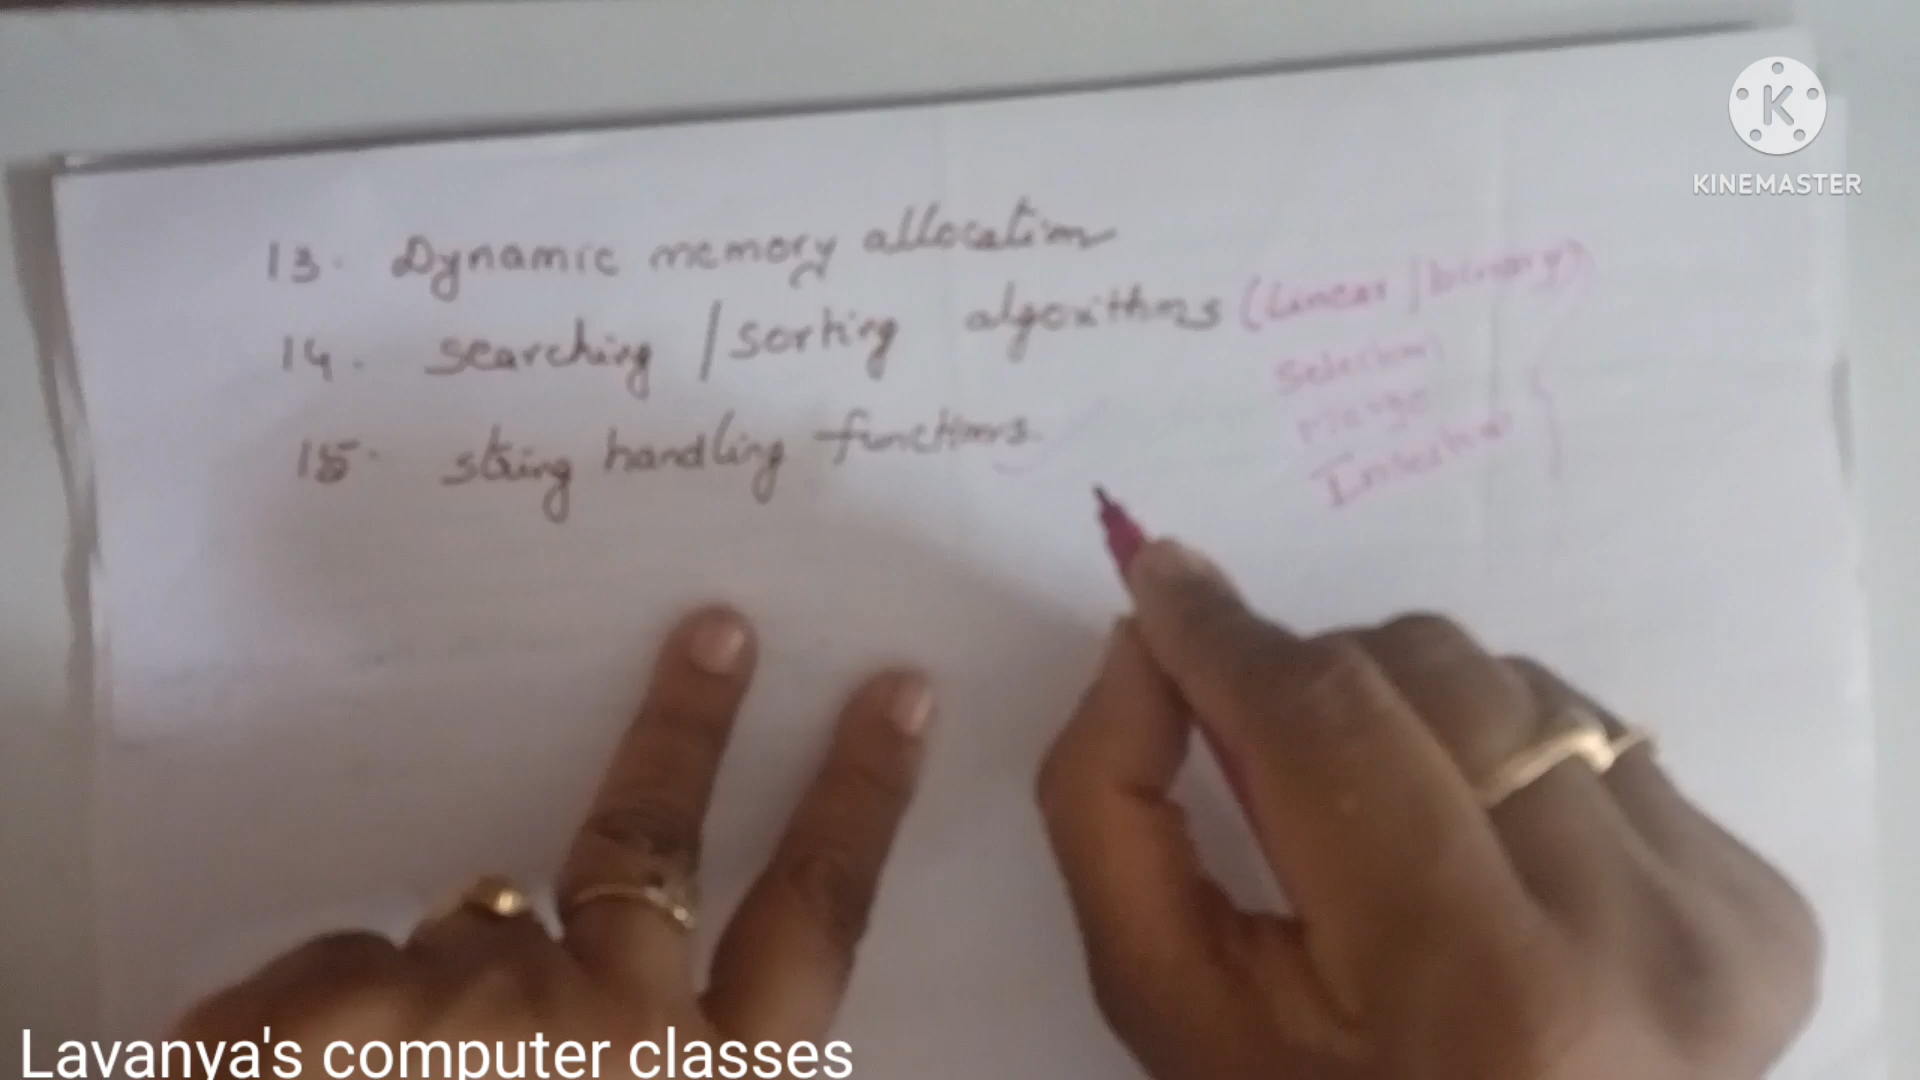 KINEMASTER
13. Dynamic memory allocation
14. searching / sorting algorithms (linear / binary)
selection
Merge
Insertion
15. string handling functions
Lavanya's computer classes